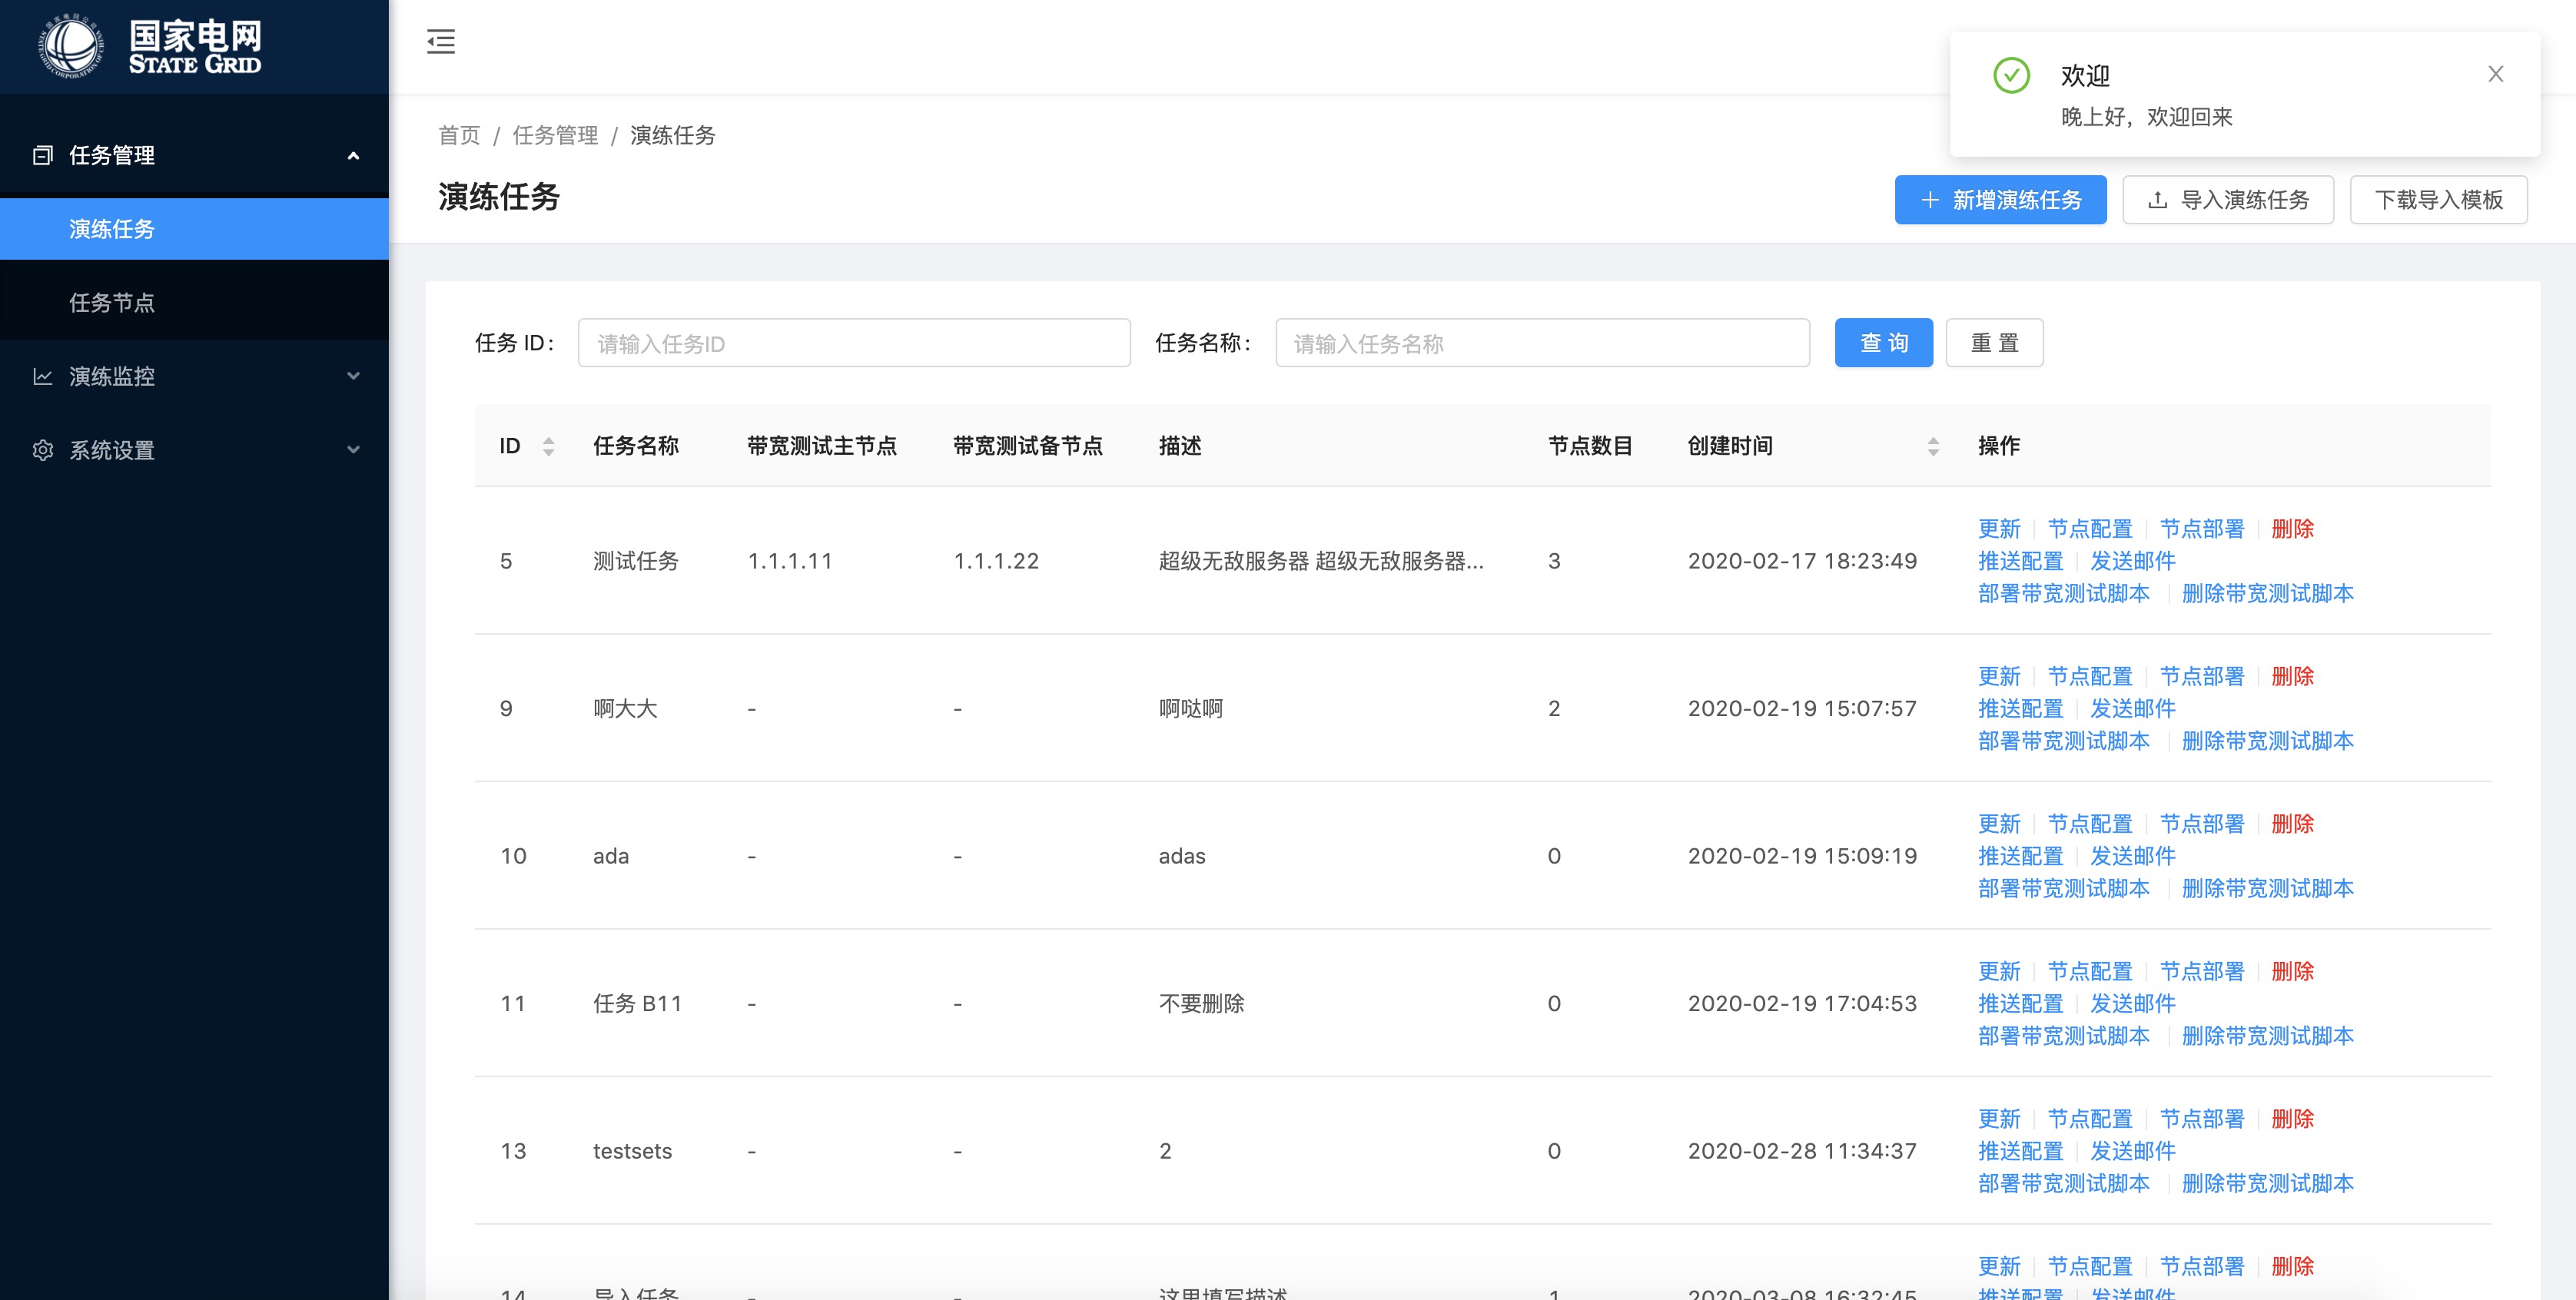 国家电网
STATE GRID
任务管理
演练任务
任务节点
演练监控
系统设置
欢迎
晚上好，欢迎回来
首页 / 任务管理 / 演练任务
演练任务
新增演练任务 导入演练任务 下载导入模板
任务 ID： 请输入任务ID 任务名称： 请输入任务名称 查 询 重 置
ID 任务名称 带宽测试主节点 带宽测试备节点 描述 节点数目 创建时间 操作
更新 节点配置 节点部署 删除
5 测试任务 1.1.1.11 1.1.1.22 超级无敌服务器 超级无敌服务器... 3 2020-02-17 18:23:49 推送配置 发送邮件
部署带宽测试脚本 删除带宽测试脚本
更新 节点配置 节点部署 删除
9 啊大大 - - 啊哒啊 2 2020-02-19 15:07:57 推送配置 发送邮件
部署带宽测试脚本 删除带宽测试脚本
更新 节点配置 节点部署 删除
10 ada - - adas 0 2020-02-19 15:09:19 推送配置 发送邮件
部署带宽测试脚本 删除带宽测试脚本
更新 节点配置 节点部署 删除
11 任务 B11 - - 不要删除 0 2020-02-19 17:04:53 推送配置 发送邮件
部署带宽测试脚本 删除带宽测试脚本
更新 节点配置 节点部署 删除
13 testsets - - 2 0 2020-02-28 11:34:37 推送配置 发送邮件
部署带宽测试脚本 删除带宽测试脚本
更新 节点配置 节点部署 删除
14 导入任务 - - 这里填写描述 1 2020-03-08 16:32:45 推送配置 发送邮件